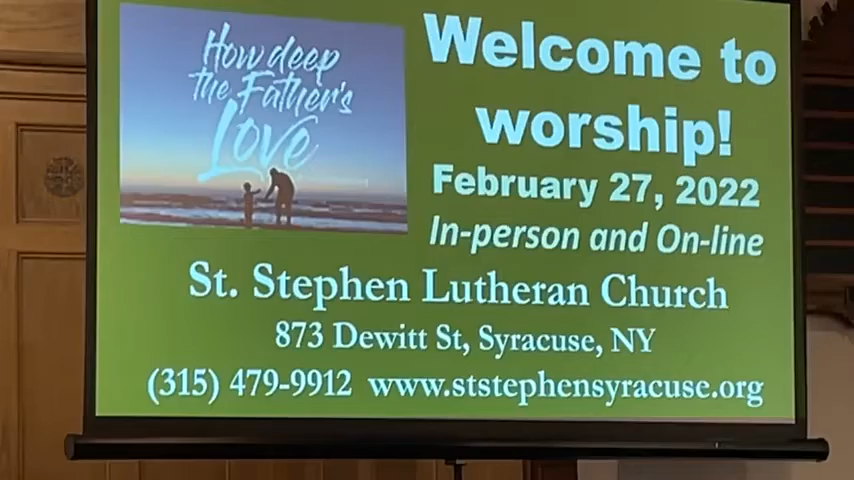 How deep
the Father's
Love
Welcome to
worship!
February 27, 2022
In-person and On-line
St. Stephen Lutheran Church
873 Dewitt St, Syracuse, NY
(315) 479-9912 www.ststephensyracuse.org